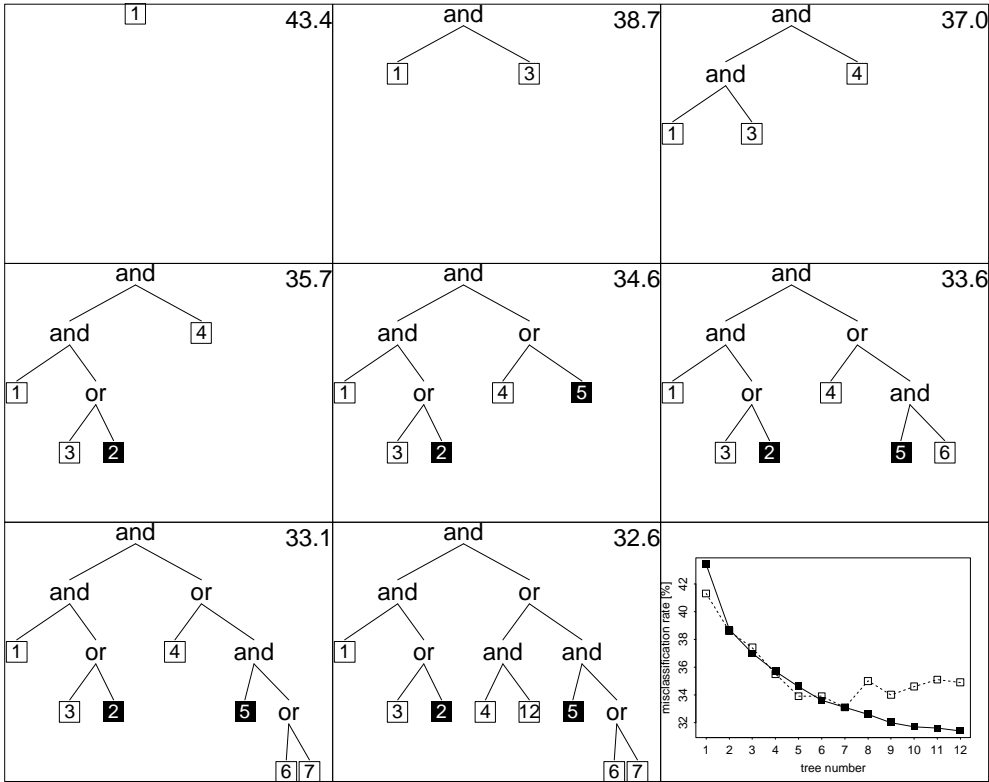 1
43.4
and
38.7
1 3
and
37.0
and 4
1 3
and
35.7
and 4
1 or
3 2
and
34.6
and or
1 or 4 5
3 2
and
33.6
and or
1 or 4 and
3 2 5 6
and
33.1
and or
1 or 4 and
3 2 5 or
6 7
and
32.6
and or
1 or and and
3 2 4 12 5 or
6 7
misclassification rate [%]
42
40
38
36
34
32
1 2 3 4 5 6 7 8 9 10 11 12
tree number